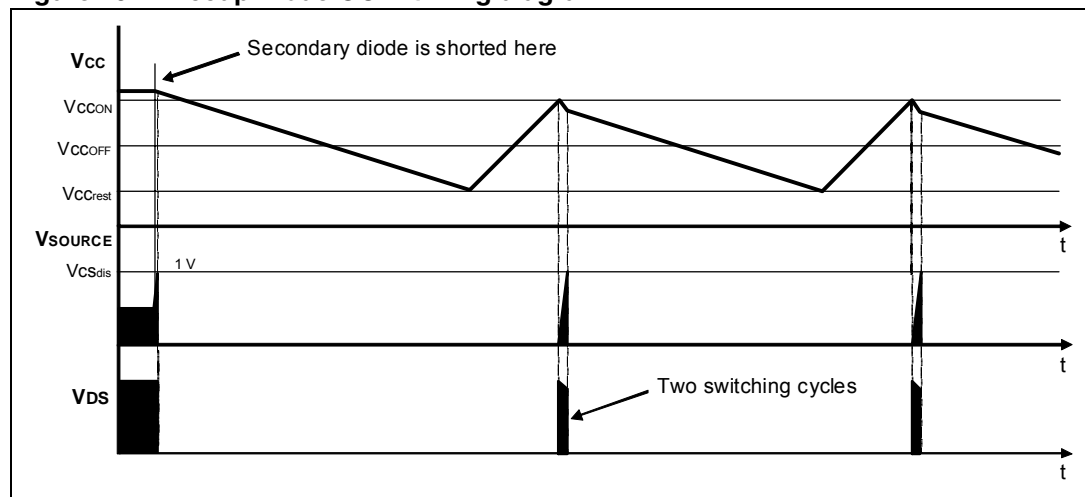 Secondary diode is shorted here
VCC
VCCON
VCCOFF
VCCrest
VSOURCE
t
VCSdis
1 V
t
VDS
Two switching cycles
t